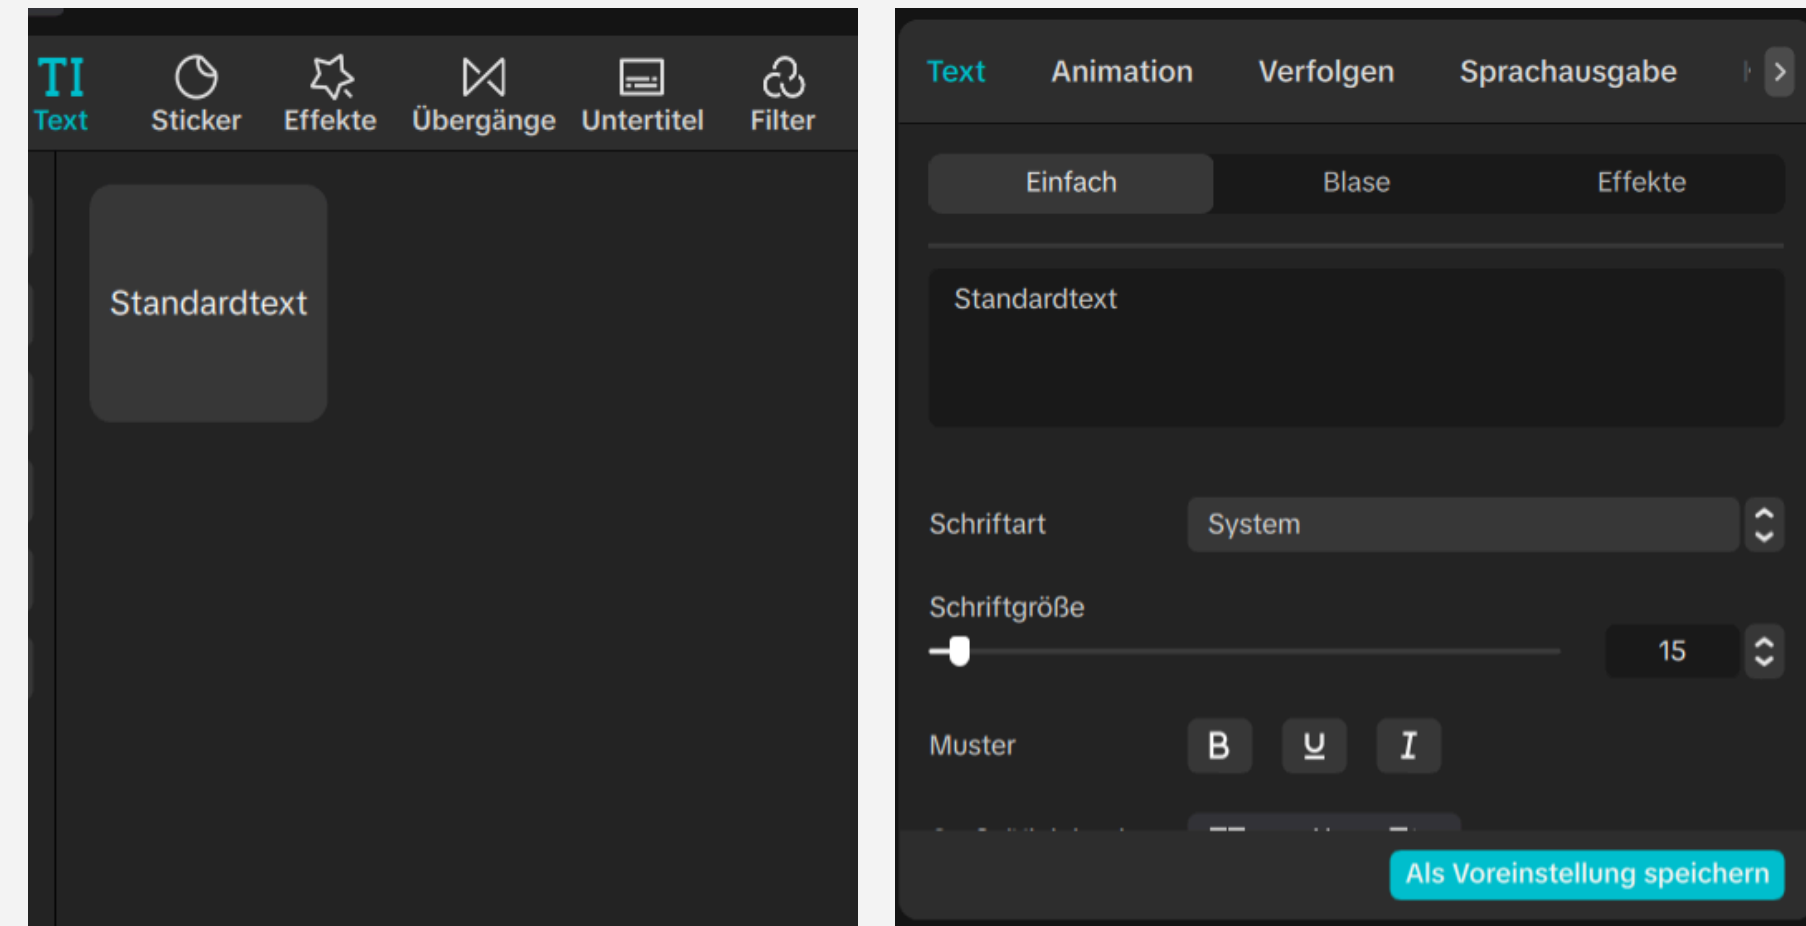 TI
Text Sticker Effekte Übergänge Untertitel Filter
Standardtext
Text Animation Verfolgen Sprachausgabe
Einfach Blase Effekte
Standardtext
Schriftart System
Schriftgröße
15
Muster B U I
Als Voreinstellung speichern